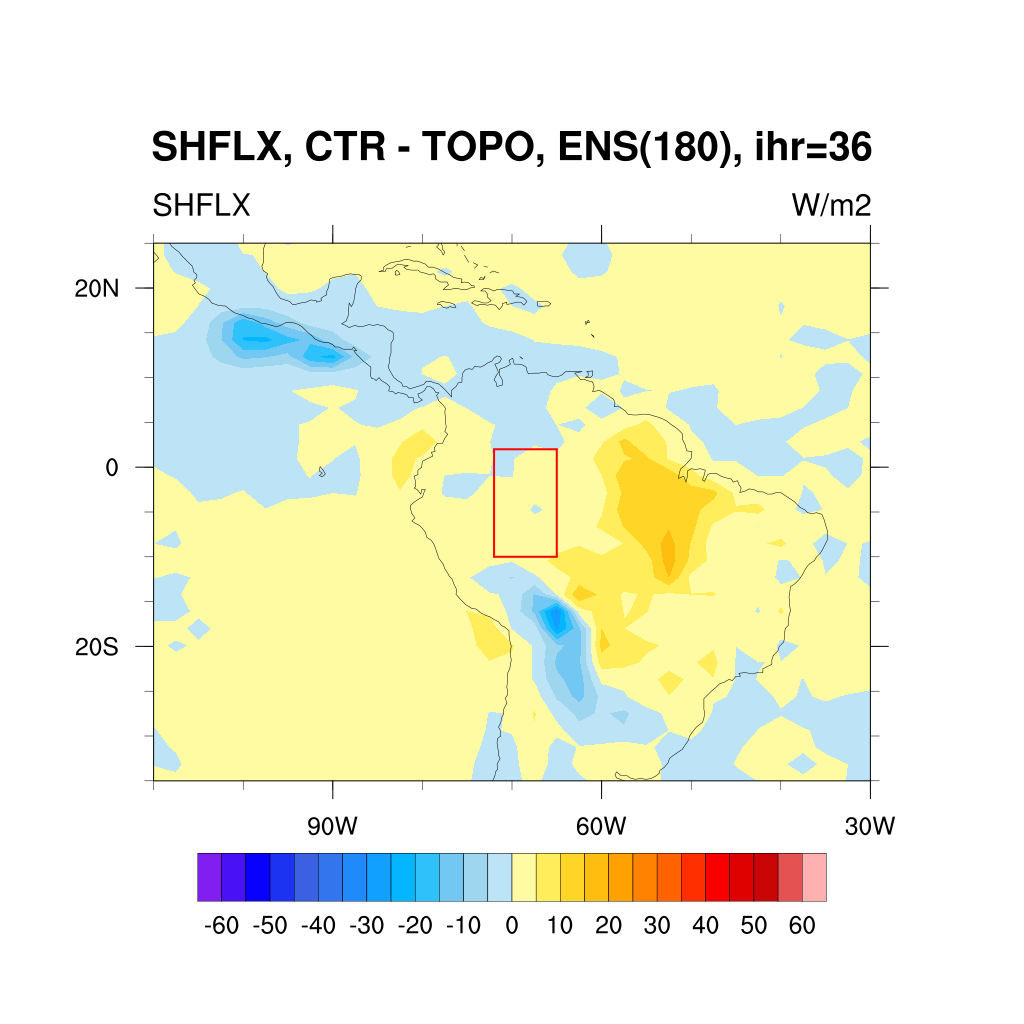 SHFLX, CTR - TOPO, ENS(180), ihr=36
SHFLX W/m2
20N
0
20S
90W 60W 30W
-60 -50 -40 -30 -20 -10 0 10 20 30 40 50 60